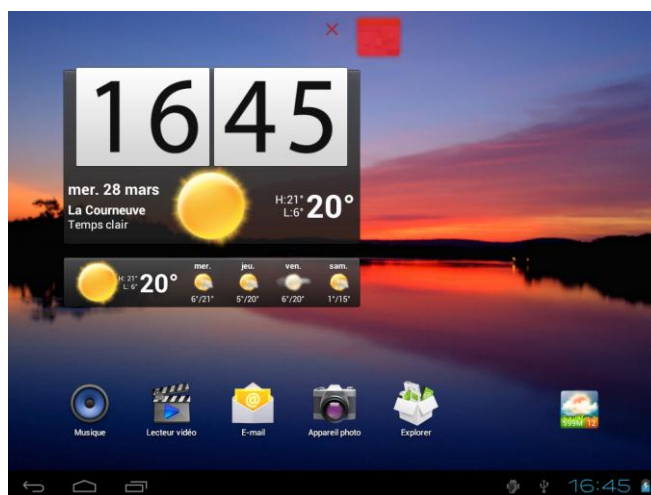 16 45
mer. 28 mars
La Courneuve
Temps clair
H:21°
L:6°
20°
H: 21°
L: 6°
20°
mer. jeu. ven. sam.
6°/21° 5°/20° 6°/20° 1°/15°
Musique Lecteur vidéo E-mail Appareil photo Explorer
599M 12
16:45